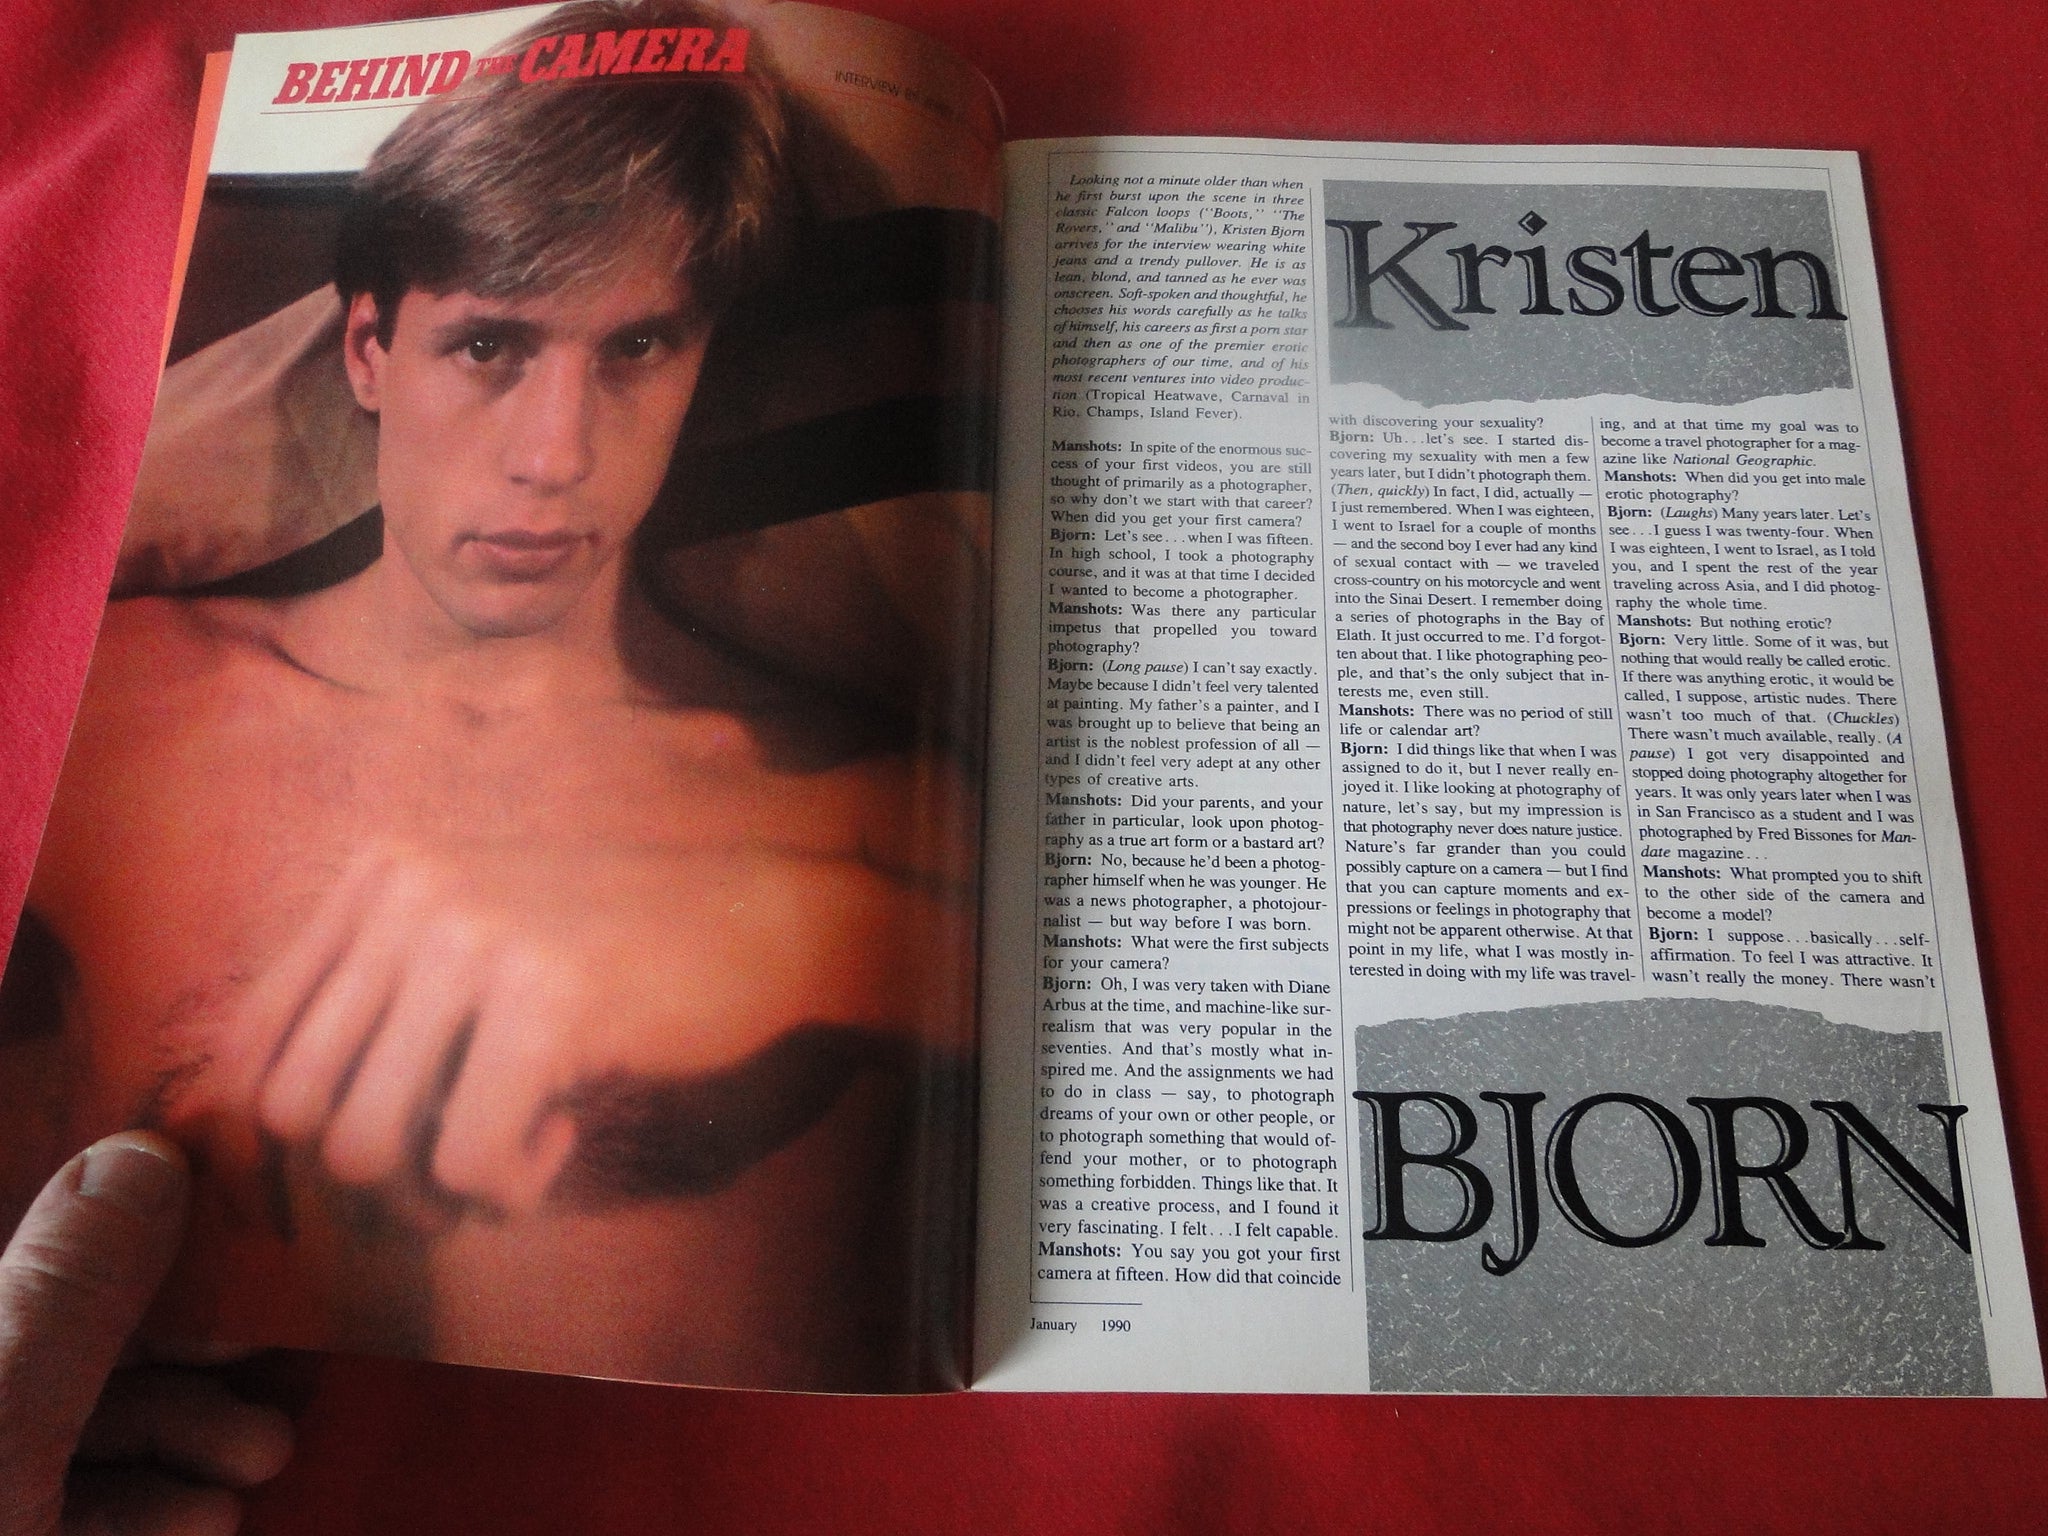 BEHIND THE CAMERA
INTERVIEW BY
Looking not a minute older than when
he first burst upon the scene in three
classic Falcon loops ("Boots," "The
Rovers," and "Malibu"), Kristen Bjorn
arrives for the interview wearing white
jeans and a trendy pullover. He is as
lean, blond, and tanned as he ever was
onscreen. Soft-spoken and thoughtful, he
chooses his words carefully as he talks
of himself, his careers as first a porn star
and then as one of the premier erotic
photographers of our time, and of his
most recent ventures into video produc-
tion (Tropical Heatwave, Carnaval in
Rio, Champs, Island Fever).
Manshots: In spite of the enormous suc-
cess of your first videos, you are still
thought of primarily as a photographer,
so why don't we start with that career?
When did you get your first camera?
Bjorn: Let's see...when I was fifteen.
In high school, I took a photography
course, and it was at that time I decided
I wanted to become a photographer.
Manshots: Was there any particular
impetus that propelled you toward
photography?
Bjorn: (Long pause) I can't say exactly.
Maybe because I didn't feel very talented
at painting. My father's a painter, and I
was brought up to believe that being an
artist is the noblest profession of all —
and I didn't feel very adept at any other
types of creative arts.
Manshots: Did your parents, and your
father in particular, look upon photog-
raphy as a true art form or a bastard art?
Bjorn: No, because he'd been a photog-
rapher himself when he was younger. He
was a news photographer, a photojour-
nalist — but way before I was born.
Manshots: What were the first subjects
for your camera?
Bjorn: Oh, I was very taken with Diane
Arbus at the time, and machine-like sur-
realism that was very popular in the
seventies. And that's mostly what in-
spired me. And the assignments we had
to do in class — say, to photograph
dreams of your own or other people, or
to photograph something that would of-
fend your mother, or to photograph
something forbidden. Things like that. It
was a creative process, and I found it
very fascinating. I felt...I felt capable.
Manshots: You say you got your first
camera at fifteen. How did that coincide
January 1990
Kristen
with discovering your sexuality?
Bjorn: Uh...let's see. I started dis-
covering my sexuality with men a few
years later, but I didn't photograph them.
(Then, quickly) In fact, I did, actually —
I just remembered. When I was eighteen,
I went to Israel for a couple of months
— and the second boy I ever had any kind
of sexual contact with — we traveled
cross-country on his motorcycle and went
into the Sinai Desert. I remember doing
a series of photographs in the Bay of
Elath. It just occurred to me. I'd forgot-
ten about that. I like photographing peo-
ple, and that's the only subject that in-
terests me, even still.
Manshots: There was no period of still
life or calendar art?
Bjorn: I did things like that when I was
assigned to do it, but I never really en-
joyed it. I like looking at photography of
nature, let's say, but my impression is
that photography never does nature justice.
Nature's far grander than you could
possibly capture on a camera — but I find
that you can capture moments and ex-
pressions or feelings in photography that
might not be apparent otherwise. At that
point in my life, what I was mostly in-
terested in doing with my life was travel-
ing, and at that time my goal was to
become a travel photographer for a mag-
azine like National Geographic.
Manshots: When did you get into male
erotic photography?
Bjorn: (Laughs) Many years later. Let's
see...I guess I was twenty-four. When
I was eighteen, I went to Israel, as I told
you, and I spent the rest of the year
traveling across Asia, and I did photog-
raphy the whole time.
Manshots: But nothing erotic?
Bjorn: Very little. Some of it was, but
nothing that would really be called erotic.
If there was anything erotic, it would be
called, I suppose, artistic nudes. There
wasn't too much of that. (Chuckles)
There wasn't much available, really. (A
pause) I got very disappointed and
stopped doing photography altogether for
years. It was only years later when I was
in San Francisco as a student and I was
photographed by Fred Bissones for Man-
date magazine...
Manshots: What prompted you to shift
to the other side of the camera and
become a model?
Bjorn: I suppose...basically...self-
affirmation. To feel I was attractive. It
wasn't really the money. There wasn't
BJORN